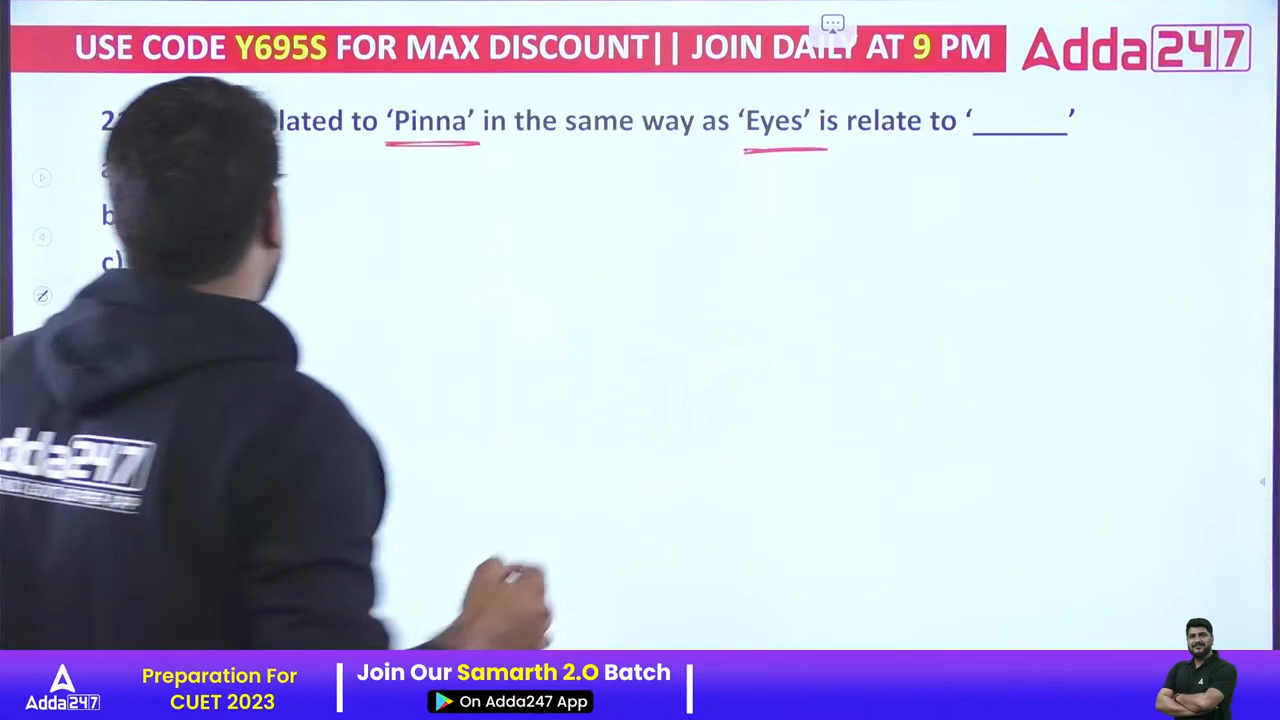 USE CODE Y695S FOR MAX DISCOUNT|| JOIN DAILY AT 9 PM
Adda247
lated to ‘Pinna’ in the same way as ‘Eyes’ is relate to ‘______’
c)
dda247
Adda247
Preparation For
CUET 2023
Join Our Samarth 2.O Batch
On Adda247 App